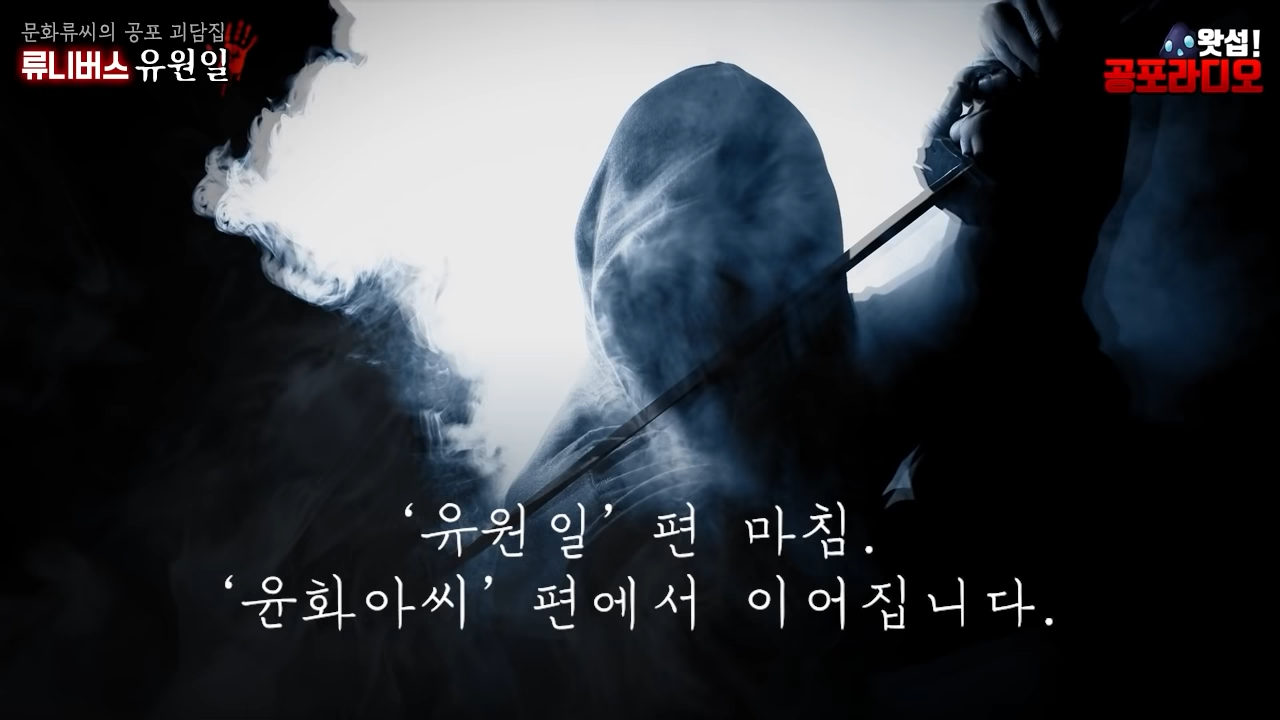 문화류씨의 공포 괴담집
류니버스 유원일
왓섭!
공포라디오
‘유원일’ 편 마침.
‘윤화아씨’ 편에서 이어집니다.